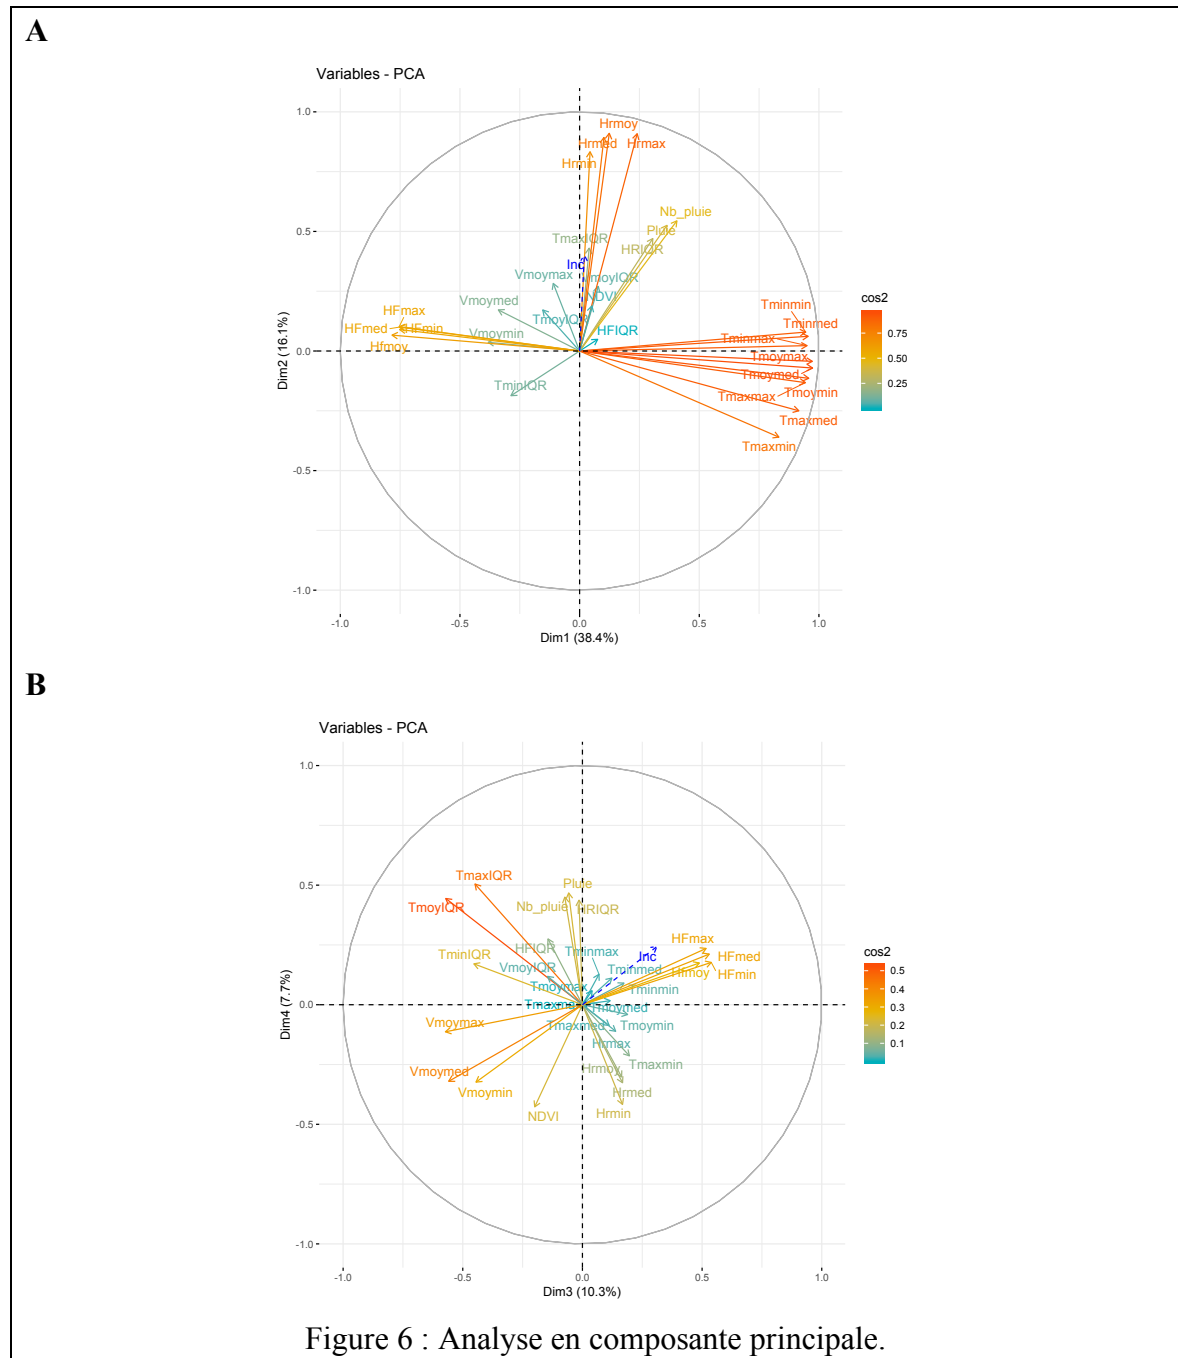 A
Variables - PCA
1.0
0.5
0.0
-0.5
-1.0
Dim2 (16.1%)
Hrmoy
Hrmed
Hrmax
Hrmin
Nb_pluie
Pluie
TmaxIQR
HRIQR
Inc
VmoyIQR
Vmoymax
NDVI
Vmoymed
TmoyIQR
HFIQR
Vmoymin
HFmax
HFmed
HFmin
Hfmoy
TminIQR
Tminmin
Tminmed
Tminmax
Tmoymax
Tmoymed
Tmoymin
Tmaxmax
Tmaxmed
Tmaxmin
-1.0 -0.5 0.0 0.5 1.0
Dim1 (38.4%)
cos2
0.75
0.50
0.25
B
Variables - PCA
1.0
0.5
0.0
-0.5
-1.0
Dim4 (7.7%)
TmaxIQR
TmoyIQR
Pluie
Nb_pluie
HRIQR
HFIQR
TminIQR
VmoyIQR
Tminmax
Inc
HFmax
HFmed
Hfmoy
HFmin
Tminmed
Tminmin
Tmoymax
Tmaxmax
Tmoymed
Tmaxmed
Tmoymin
Vmoymax
Hrmax
Tmaxmin
Hrmoy
Hrmed
Hrmin
Vmoymed
Vmoymin
NDVI
-1.0 -0.5 0.0 0.5 1.0
Dim3 (10.3%)
cos2
0.5
0.4
0.3
0.2
0.1
Figure 6 : Analyse en composante principale.